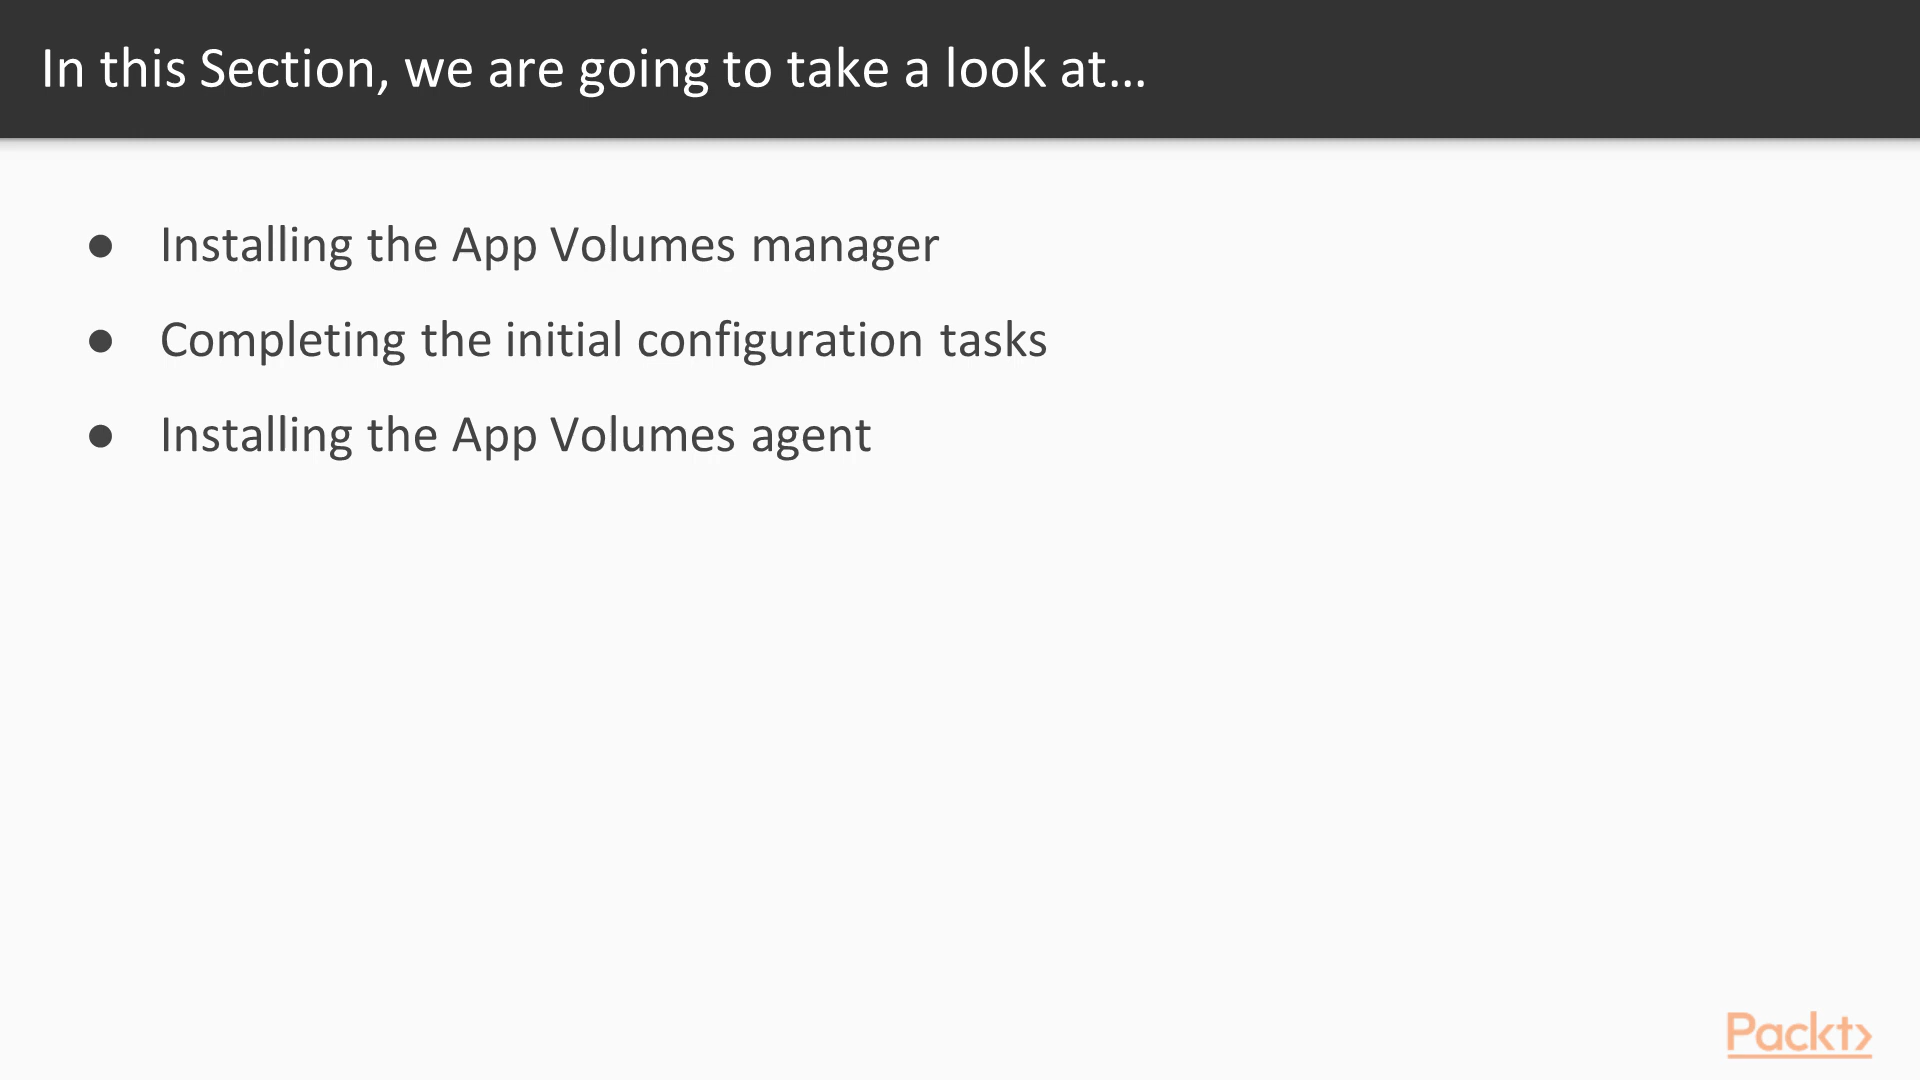 In this Section, we are going to take a look at...
● Installing the App Volumes manager
● Completing the initial configuration tasks
● Installing the App Volumes agent
Packt>